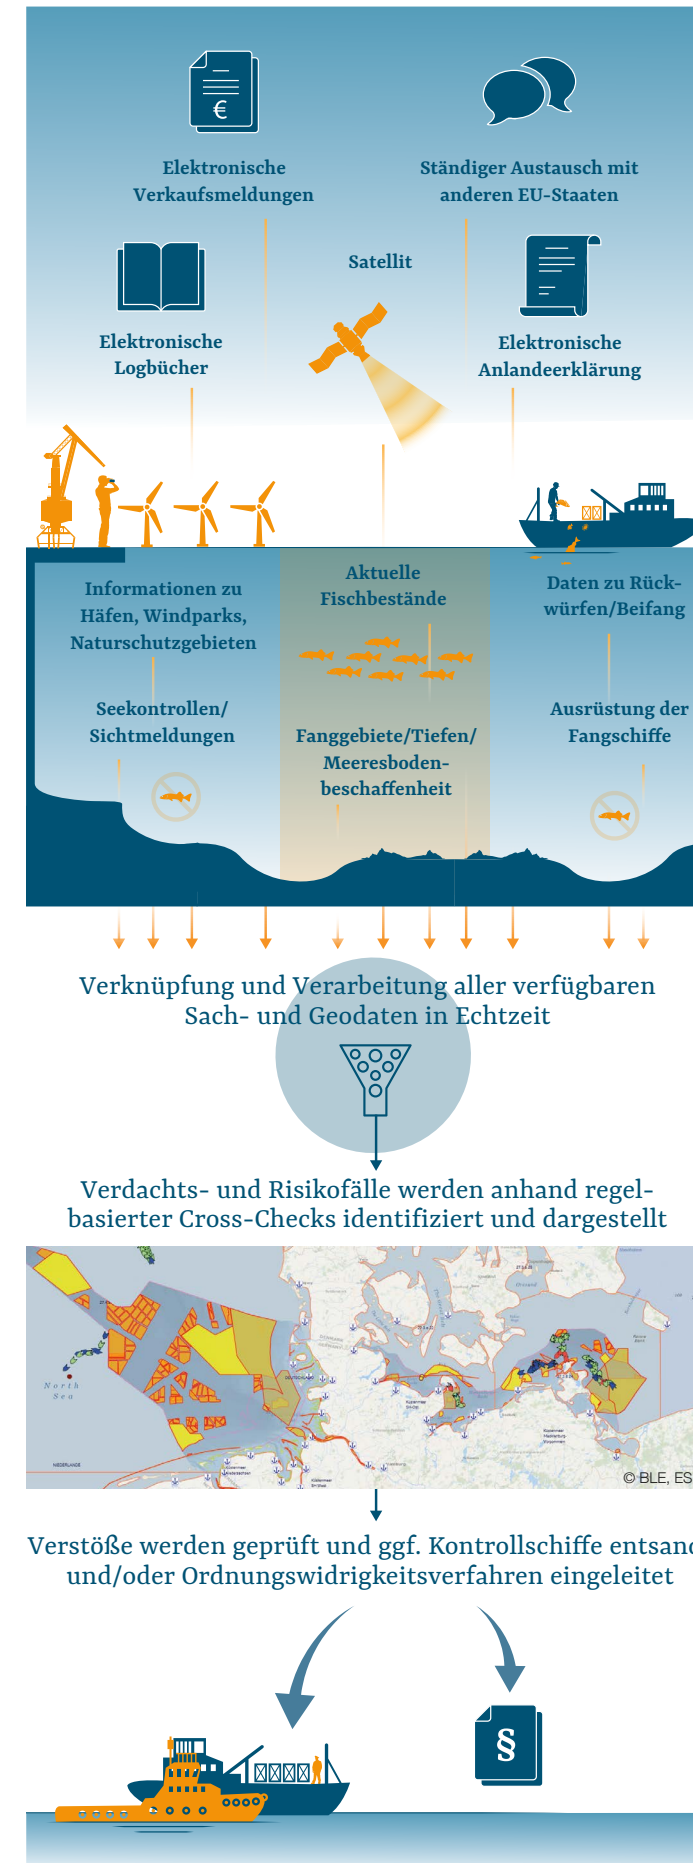 €
Elektronische
Verkaufsmeldungen
Ständiger Austausch mit
anderen EU-Staaten
Satellit
Elektronische
Logbücher
Elektronische
Anlandeerklärung
Informationen zu
Häfen, Windparks,
Naturschutzgebieten
Aktuelle
Fischbestände
Daten zu Rück-
würfen/Beifang
Seekontrollen/
Sichtmeldungen
Fanggebiete/Tiefen/
Meeresboden-
beschaffenheit
Ausrüstung der
Fangschiffe
Verknüpfung und Verarbeitung aller verfügbaren
Sach- und Geodaten in Echtzeit
Verdachts- und Risikofälle werden anhand regel-
basierter Cross-Checks identifiziert und dargestellt
North
Sea
NIEDERLANDE
DEUTSCHLAND
© BLE, ES
Verstöße werden geprüft und ggf. Kontrollschiffe entsand
und/oder Ordnungswidrigkeitsverfahren eingeleitet
§